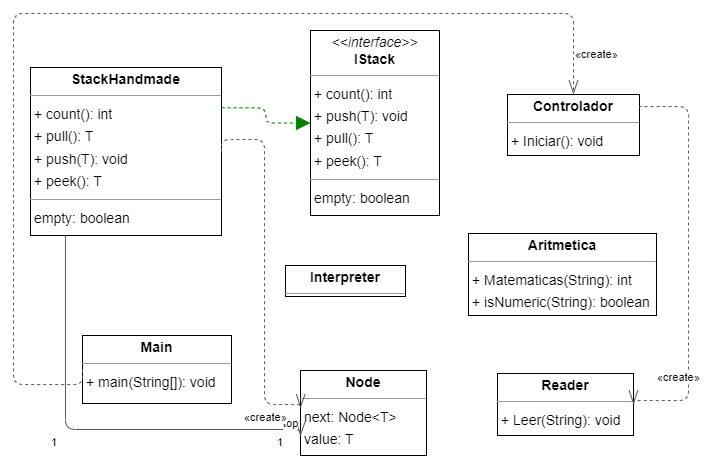 <<interface>>
IStack
+ count(): int
+ push(T): void
+ pull(): T
+ peek(): T
empty: boolean
StackHandmade
+ count(): int
+ pull(): T
+ push(T): void
+ peek(): T
empty: boolean
«create»
Controlador
+ Iniciar(): void
Aritmetica
+ Matematicas(String): int
+ isNumeric(String): boolean
Interpreter
Main
+ main(String[]): void
Node
next: Node<T>
value: T
«create»
top
1
1
Reader
+ Leer(String): void
«create»